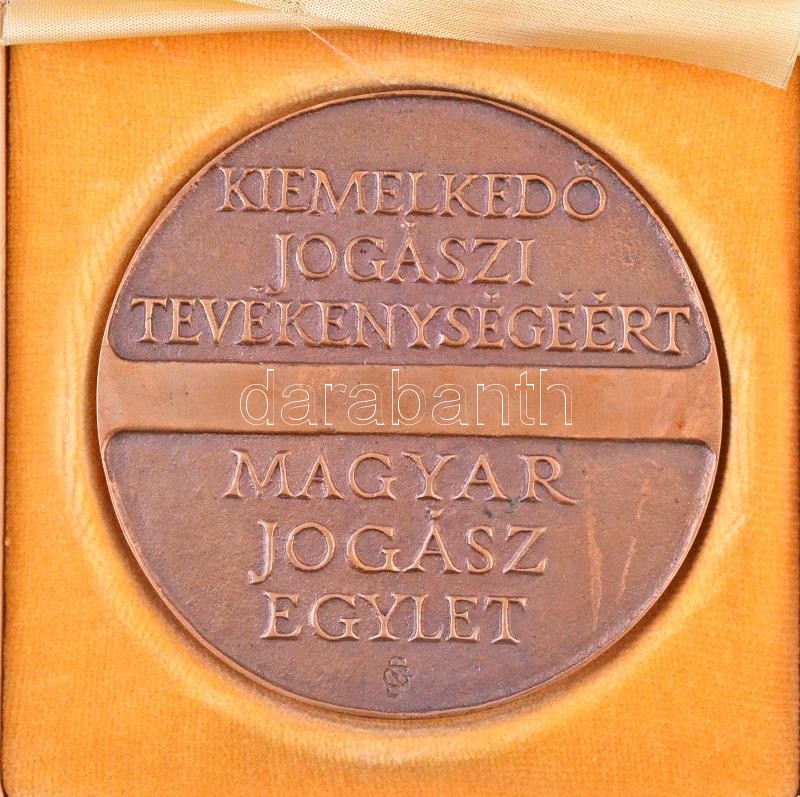 KIEMELKEDŐ
JOGÁSZI
TEVÉKENYSÉGÉÉRT
darabanth
MAGYAR
JOGÁSZ
EGYLET